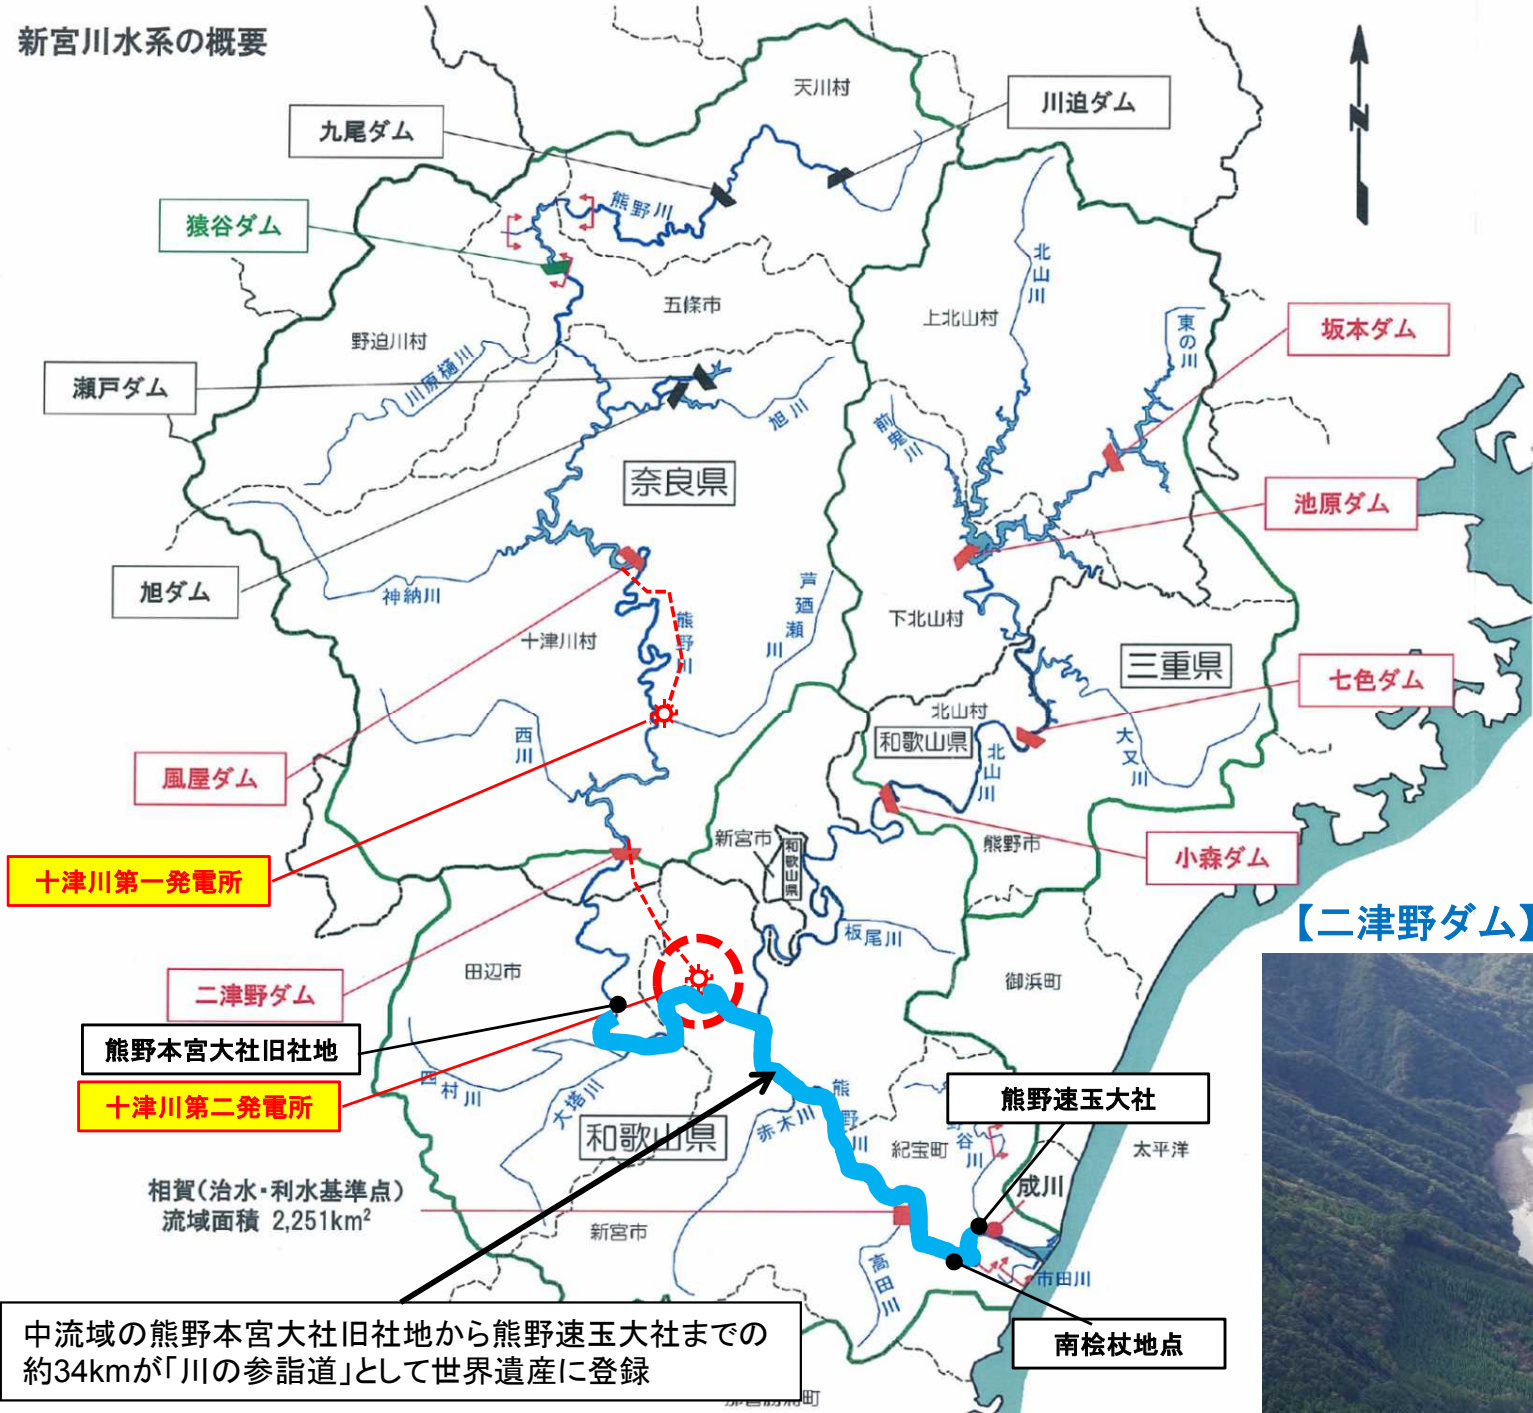 新宮川水系の概要
天川村
川迫ダム
九尾ダム
熊野川
猿谷ダム
北山川
五條市
上北山村
東の川
坂本ダム
野迫川村
川原樋川
瀬戸ダム
旭川
前鬼川
奈良県
池原ダム
旭ダム
神納川
芦廼瀬川
十津川村
熊野川
下北山村
三重県
七色ダム
北山村
和歌山県
西川
北山川
大又川
風屋ダム
新宮市
和歌山県
熊野市
小森ダム
十津川第一発電所
【二津野ダム】
板尾川
田辺市
御浜町
二津野ダム
熊野本宮大社旧社地
四村川
大塔川
十津川第二発電所
熊野川
赤木川
熊野速玉大社
和歌山県
紀宝町
谷川
太平洋
相賀(治水・利水基準点)
流域面積 2,251km²
成川
新宮市
高田川
市田川
中流域の熊野本宮大社旧社地から熊野速玉大社までの
約34kmが「川の参詣道」として世界遺産に登録
南桧杖地点
町